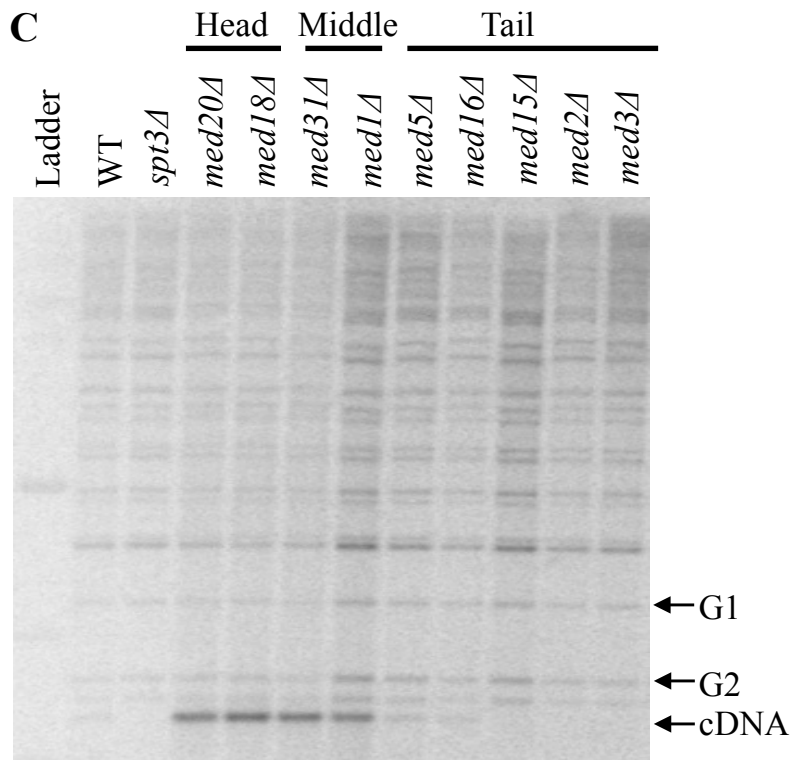 C
Head Middle Tail
Ladder
WT
spt3Δ
med20Δ
med18Δ
med31Δ
med1Δ
med5Δ
med16Δ
med15Δ
med2Δ
med3Δ
G1
G2
cDNA